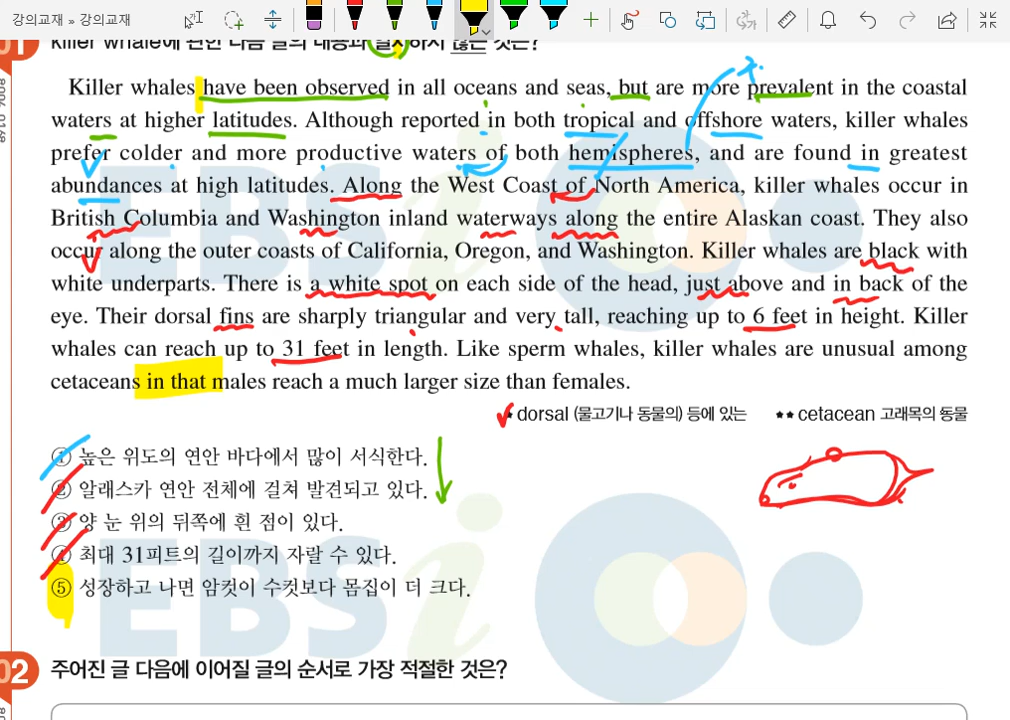 강의교재 » 강의교재
01
killer whale에 관한 다음 글의 내용과 일치하지 않은 것은?
Killer whales have been observed in all oceans and seas, but are more prevalent in the coastal
waters at higher latitudes. Although reported in both tropical and offshore waters, killer whales
prefer colder and more productive waters of both hemispheres, and are found in greatest
abundances at high latitudes. Along the West Coast of North America, killer whales occur in
British Columbia and Washington inland waterways along the entire Alaskan coast. They also
occur along the outer coasts of California, Oregon, and Washington. Killer whales are black with
white underparts. There is a white spot on each side of the head, just above and in back of the
eye. Their dorsal fins are sharply triangular and very tall, reaching up to 6 feet in height. Killer
whales can reach up to 31 feet in length. Like sperm whales, killer whales are unusual among
cetaceans in that males reach a much larger size than females.
★dorsal (물고기나 동물의) 등에 있는 ★★cetacean 고래목의 동물
① 높은 위도의 연안 바다에서 많이 서식한다.
② 알래스카 연안 전체에 걸쳐 발견되고 있다.
③ 양 눈 위의 뒤쪽에 흰 점이 있다.
④ 최대 31피트의 길이까지 자랄 수 있다.
⑤ 성장하고 나면 암컷이 수컷보다 몸집이 더 크다.
EBSi
EBSi
02 주어진 글 다음에 이어질 글의 순서로 가장 적절한 것은?